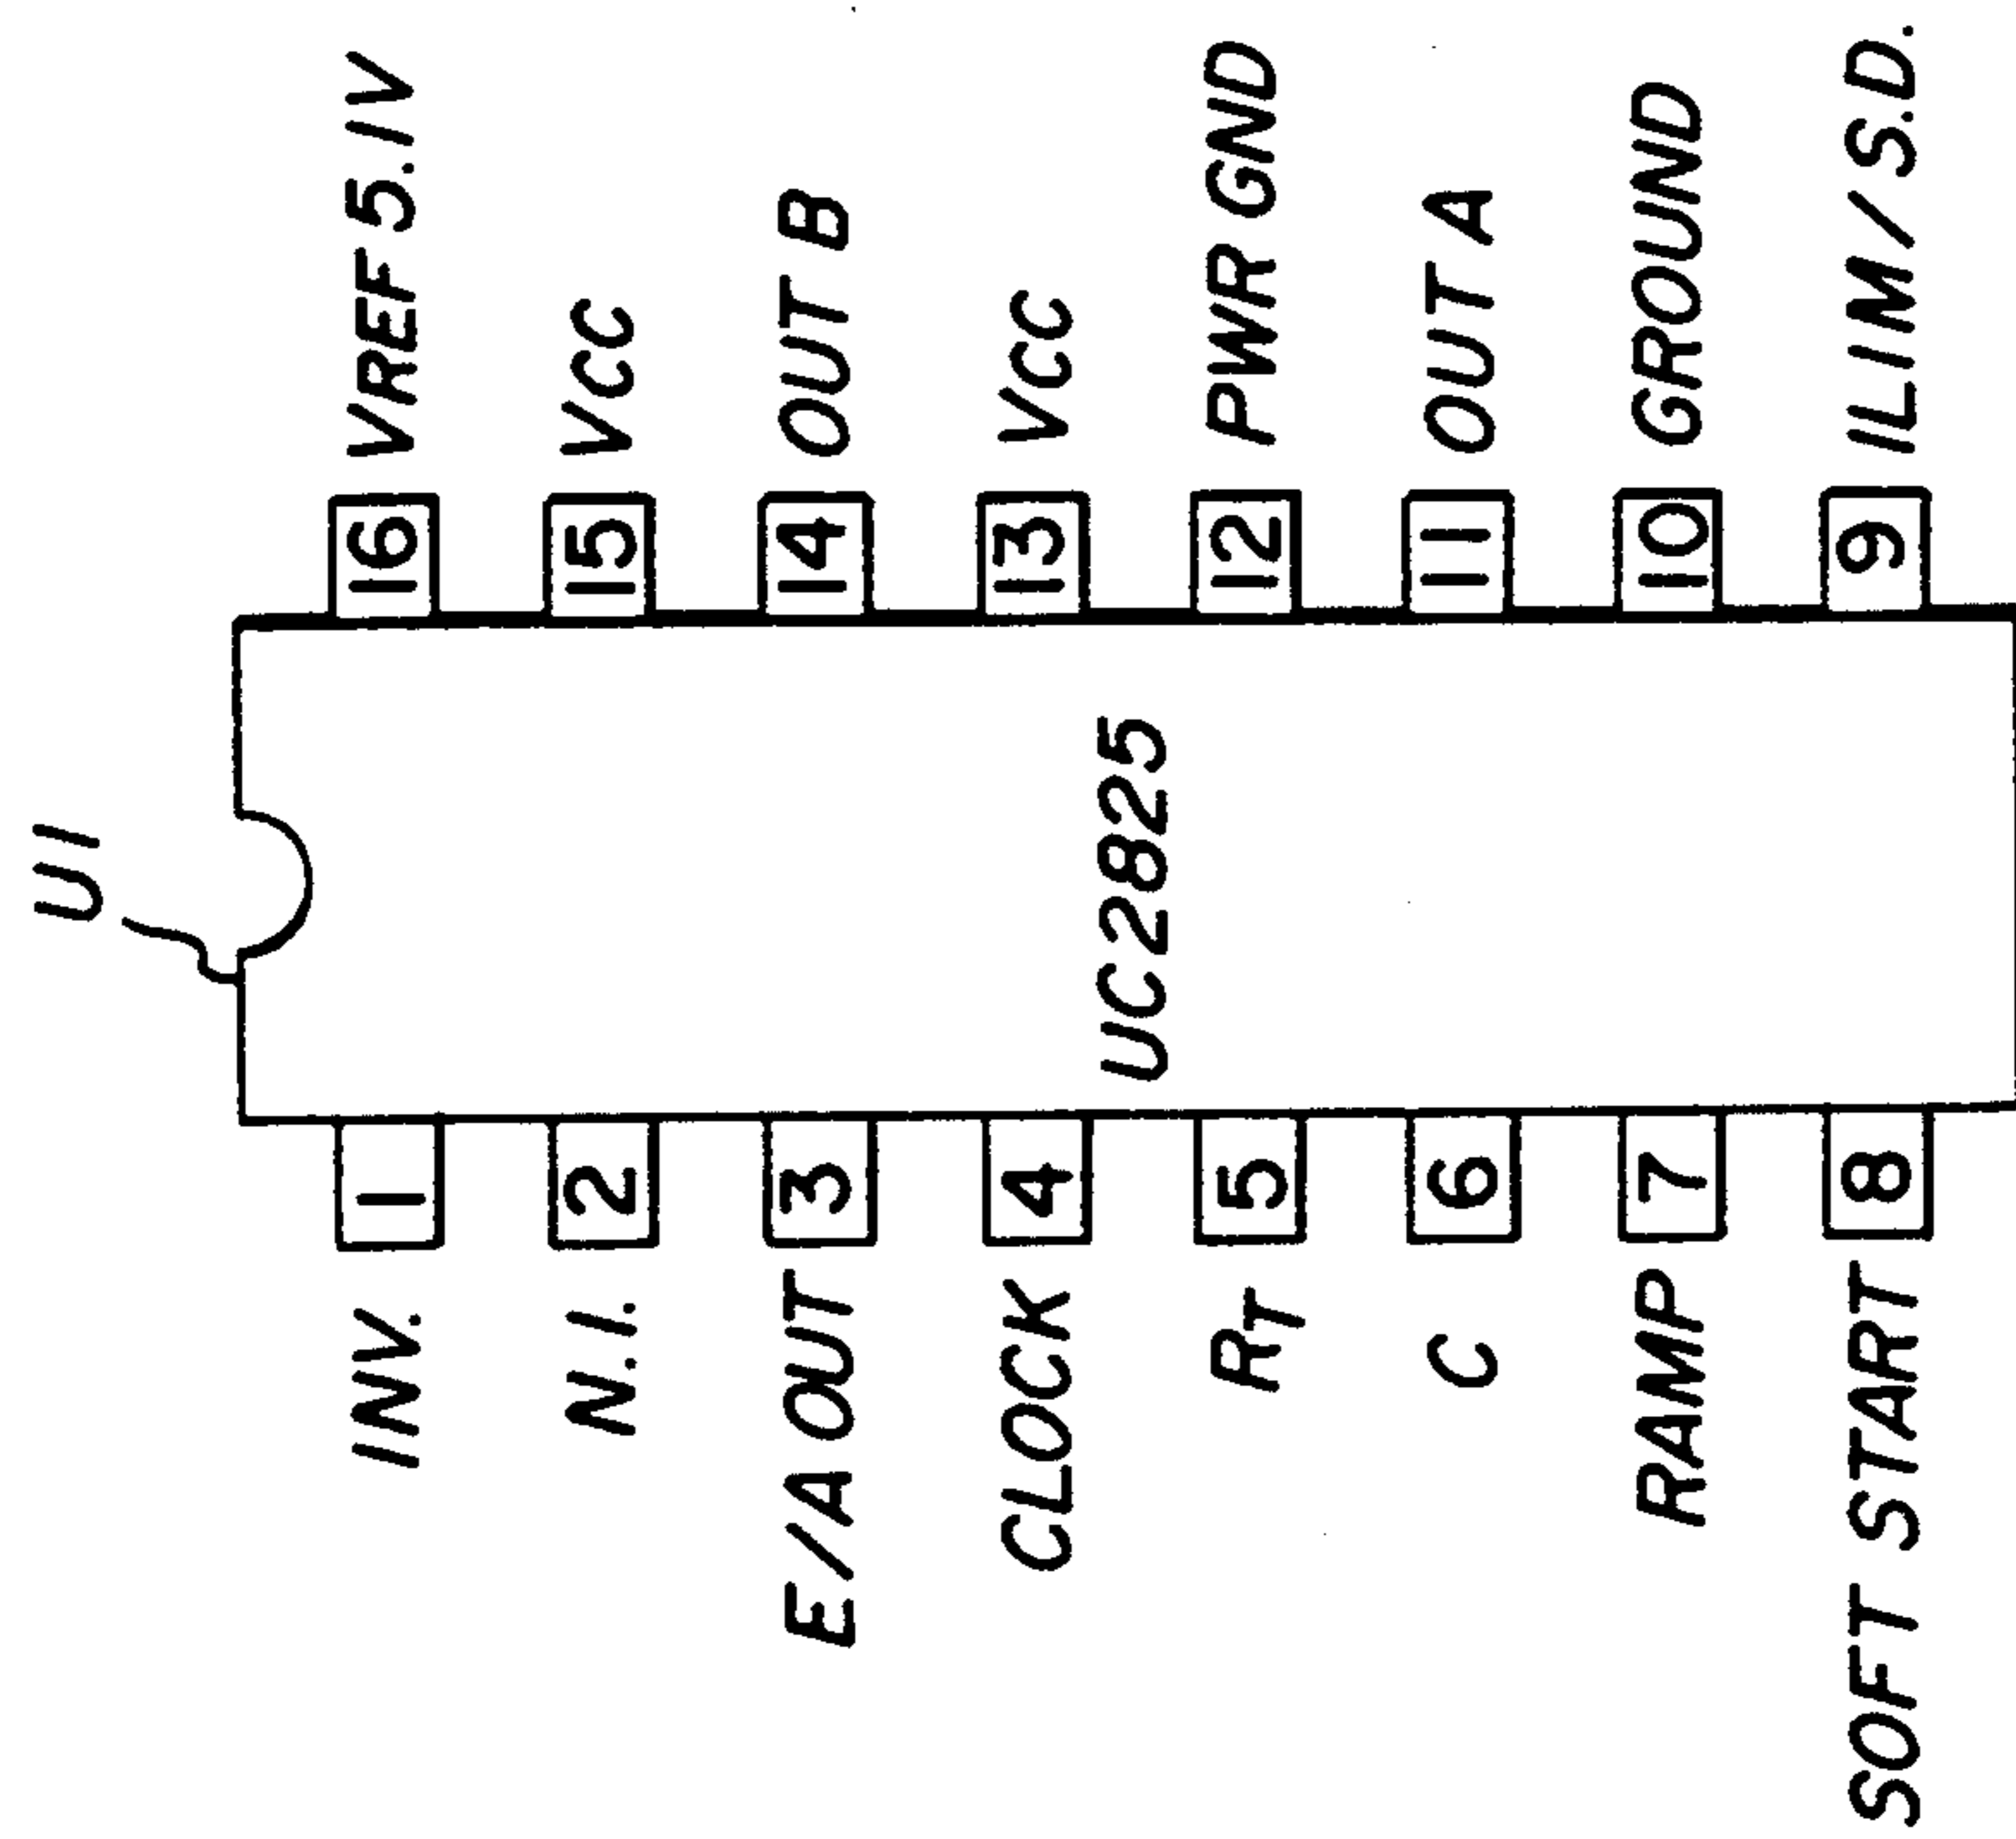 U1
INV. 1 16 VREF 5.1V
N.I. 2 15 VCC
E/A OUT 3 14 OUT B
CLOCK 4 13 VCC
UC2825
RT 5 12 PWR GND
C 6 11 OUT A
RAMP 7 10 GROUND
SOFT START 8 9 ILIM/S.D.